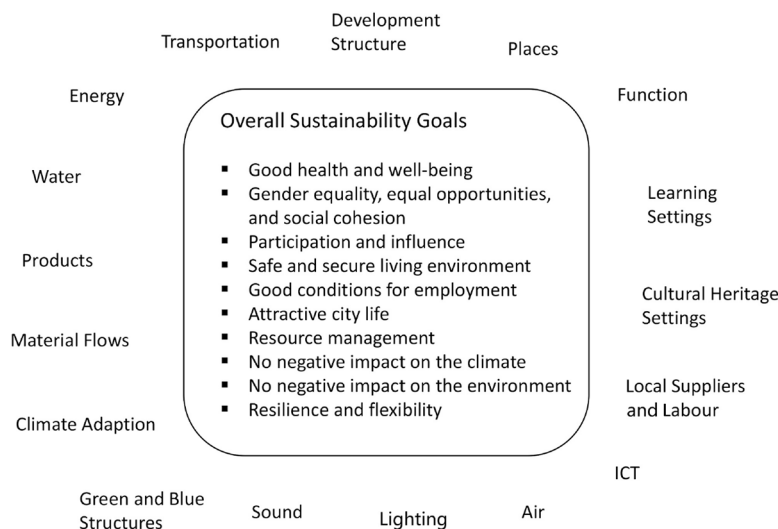 Development
Structure
Transportation
Places
Energy
Function
Overall Sustainability Goals
▪ Good health and well-being
▪ Gender equality, equal opportunities,
and social cohesion
▪ Participation and influence
▪ Safe and secure living environment
▪ Good conditions for employment
▪ Attractive city life
▪ Resource management
▪ No negative impact on the climate
▪ No negative impact on the environment
▪ Resilience and flexibility
Water
Learning
Settings
Products
Cultural Heritage
Settings
Material Flows
Local Suppliers
and Labour
Climate Adaption
ICT
Green and Blue
Structures
Sound
Lighting
Air